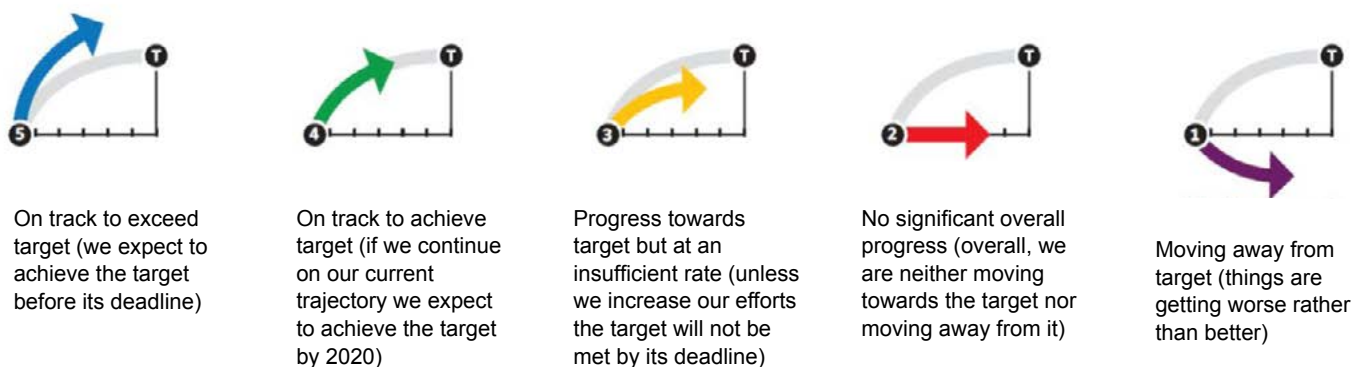 T
T
T
T
T
5
4
3
2
1
On track to exceed
target (we expect to
achieve the target
before its deadline)
On track to achieve
target (if we continue
on our current
trajectory we expect
to achieve the target
by 2020)
Progress towards
target but at an
insufficient rate (unless
we increase our efforts
the target will not be
met by its deadline)
No significant overall
progress (overall, we
are neither moving
towards the target nor
moving away from it)
Moving away from
target (things are
getting worse rather
than better)